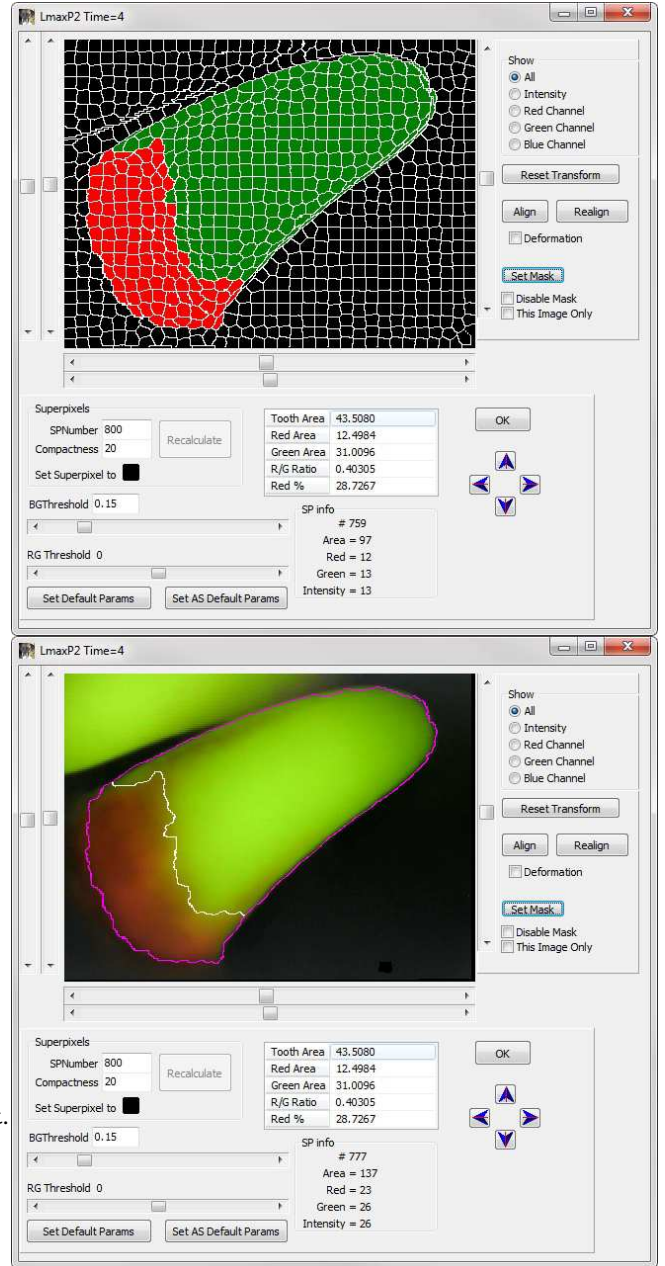 LmaxP2 Time=4
Show
All
Intensity
Red Channel
Green Channel
Blue Channel
Reset Transform
Align Realign
Deformation
Set Mask
Disable Mask
This Image Only
Superpixels
SPNumber 800
Compactness 20
Recalculate
Set Superpixel to
BGThreshold 0.15
RG Threshold 0
Set Default Params Set AS Default Params
Tooth Area 43.5080
Red Area 12.4984
Green Area 31.0096
R/G Ratio 0.40305
Red % 28.7267
SP info
# 759
Area = 97
Red = 12
Green = 13
Intensity = 13
OK
LmaxP2 Time=4
Show
All
Intensity
Red Channel
Green Channel
Blue Channel
Reset Transform
Align Realign
Deformation
Set Mask
Disable Mask
This Image Only
Superpixels
SPNumber 800
Compactness 20
Recalculate
Set Superpixel to
BGThreshold 0.15
RG Threshold 0
Set Default Params Set AS Default Params
Tooth Area 43.5080
Red Area 12.4984
Green Area 31.0096
R/G Ratio 0.40305
Red % 28.7267
SP info
# 777
Area = 137
Red = 23
Green = 26
Intensity = 26
OK